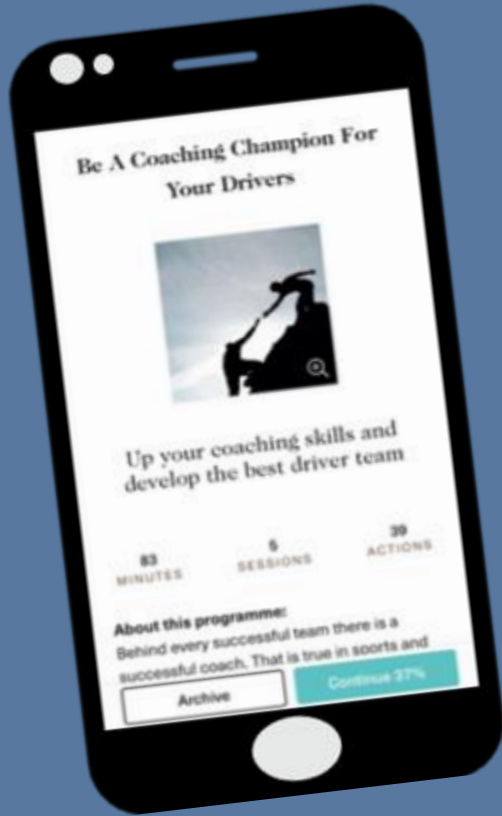 Be A Coaching Champion For
Your Drivers
Up your coaching skills and
develop the best driver team
83 5 39
MINUTES SESSIONS ACTIONS
About this programme:
Behind every successful team there is a
successful coach. That is true in sports and
Archive Continue 37%